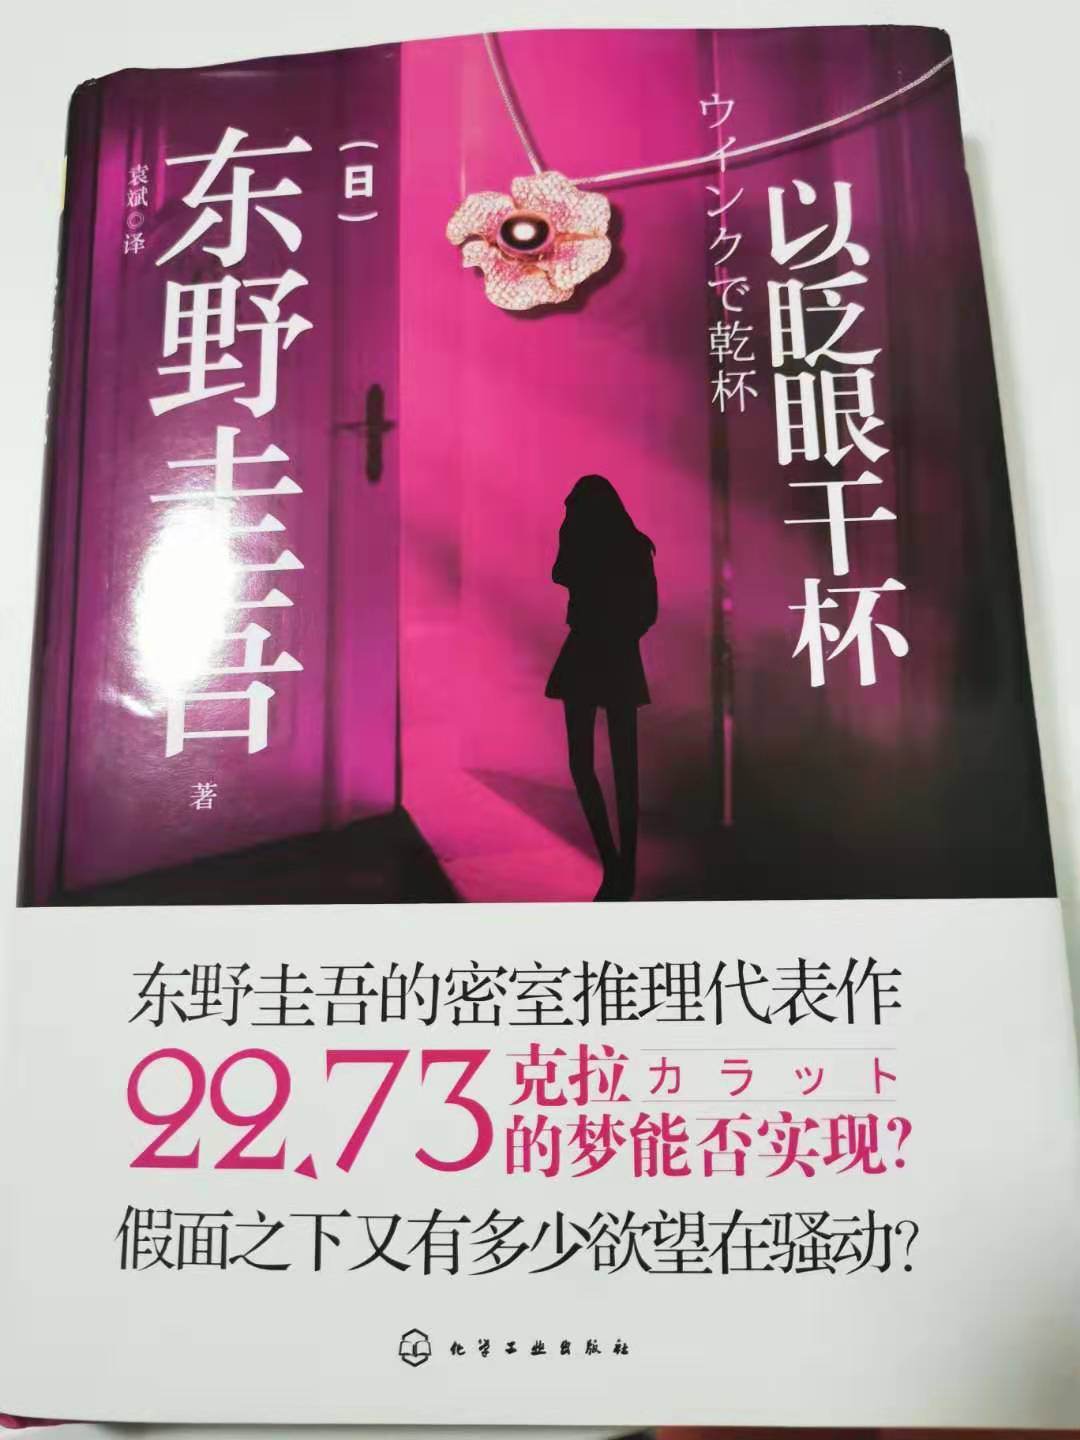 以眨眼干杯
ウインクで乾杯
(日)
东野圭吾
著
袁斌◎译
东野圭吾的密室推理代表作
22.73克拉カラット
的梦能否实现?
假面之下又有多少欲望在骚动?
化学工业出版社